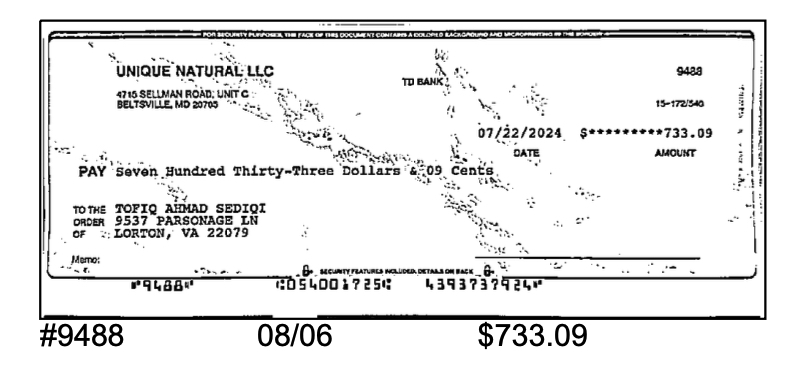 FOR SECURITY PURPOSES, THE FACE OF THIS DOCUMENT CONTAINS A COLORED BACKGROUND AND MICROPRINTING IN THE BORDER
UNIQUE NATURAL LLC
4715 SELLMAN ROAD, UNIT C
BELTSVILLE, MD 20705
TD BANK
9488
15-172/540
07/22/2024 $*********733.09
DATE AMOUNT
PAY Seven Hundred Thirty-Three Dollars & 09 Cents
TO THE ORDER OF
TOFIQ AHMAD SEDIQI
9537 PARSONAGE LN
LORTON, VA 22079
Memo:
SECURITY FEATURES INCLUDED. DETAILS ON BACK
⑈9488⑈ ⑆054001725⑆ 4393737924⑈
#9488 08/06 $733.09